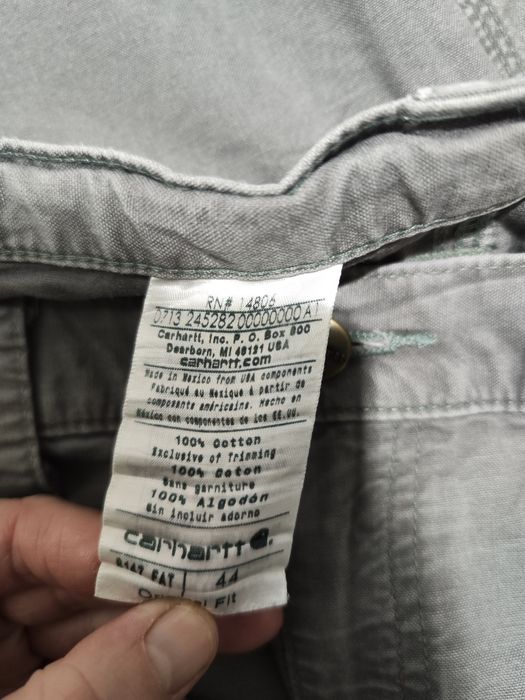 RN# 14806
0713 245282 00000000 A1
Carhartt, Inc. P.O. Box 600
Dearborn, MI 48121 USA
carhartt.com
Made in Mexico from USA components
Fabriqué au Mexique à partir de
composants américains. Hecho en
México con componentes de los EE.UU.
100% Cotton
Exclusive of trimming
100% Coton
Sans garniture
100% Algodón
Sin incluir adorno
carhartt
FAT 44
Fit